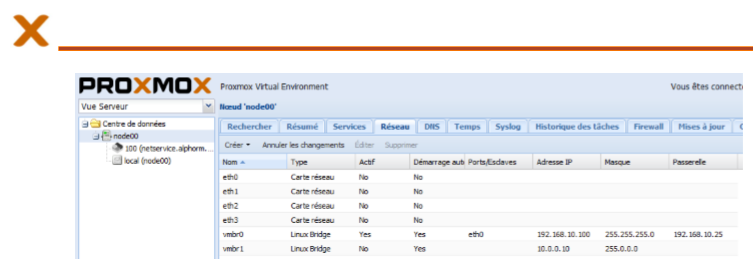 PROXMOX Proxmox Virtual Environment Vous êtes connect
Vue Serveur Nœud 'node00'
Centre de données
node00
100 (netservice.alphorm....
local (node00)
Rechercher Résumé Services Réseau DNS Temps Syslog Historique des tâches Firewall Mises à jour
Créer Annuler les changements Éditer Supprimer
Nom Type Actif Démarrage aut Ports/Esclaves Adresse IP Masque Passerelle
eth0 Carte réseau No No
eth1 Carte réseau No No
eth2 Carte réseau No No
eth3 Carte réseau No No
vmbr0 Linux Bridge Yes Yes eth0 192.168.10.100 255.255.255.0 192.168.10.25
vmbr1 Linux Bridge No Yes 10.0.0.10 255.0.0.0